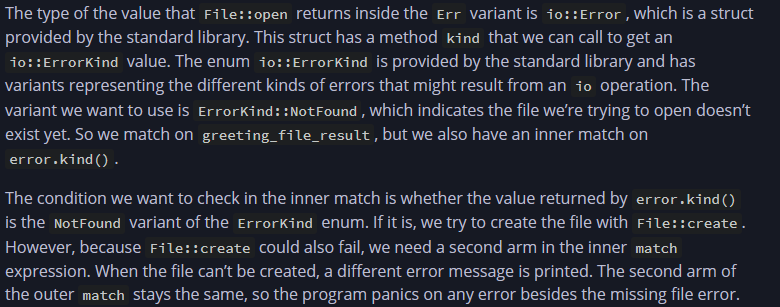 The type of the value that File::open returns inside the Err variant is io::Error, which is a struct
provided by the standard library. This struct has a method kind that we can call to get an
io::ErrorKind value. The enum io::ErrorKind is provided by the standard library and has
variants representing the different kinds of errors that might result from an io operation. The
variant we want to use is ErrorKind::NotFound, which indicates the file we’re trying to open doesn’t
exist yet. So we match on greeting_file_result, but we also have an inner match on
error.kind().
The condition we want to check in the inner match is whether the value returned by error.kind()
is the NotFound variant of the ErrorKind enum. If it is, we try to create the file with File::create.
However, because File::create could also fail, we need a second arm in the inner match
expression. When the file can’t be created, a different error message is printed. The second arm of
the outer match stays the same, so the program panics on any error besides the missing file error.